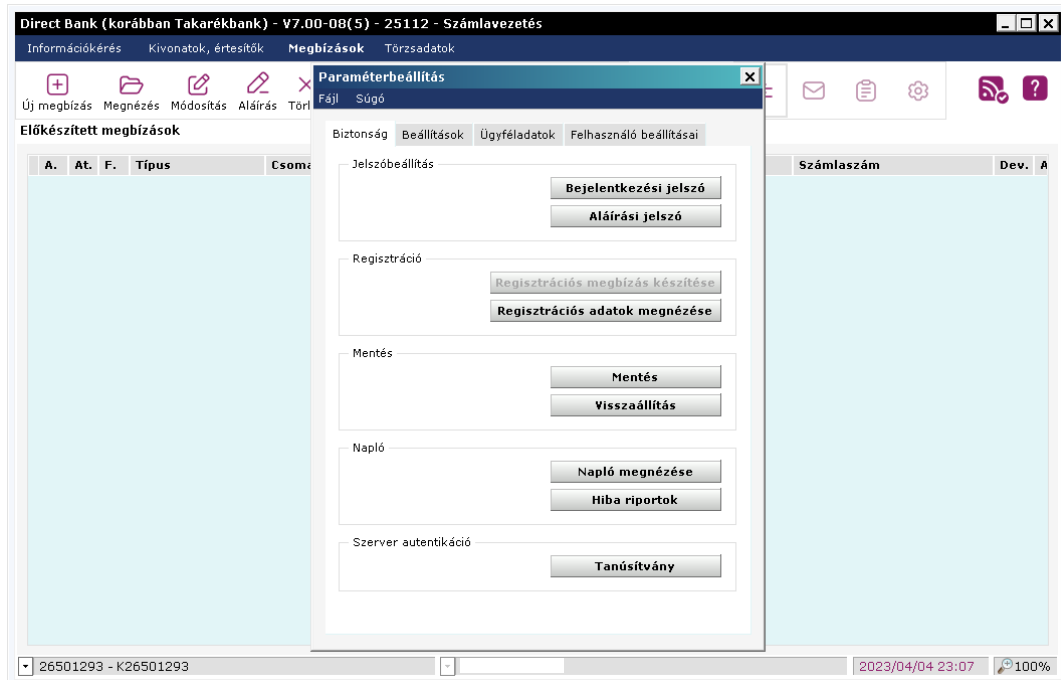 Direct Bank (korábban Takarékbank) - V7.00-08(5) - 25112 - Számlavezetés
Információkérés Kivonatok, értesítők Megbízások Törzsadatok
Paraméterbeállítás
Fájl Súgó
Új megbízás Megnézés Módosítás Aláírás Törl
Előkészített megbízások
Biztonság Beállítások Ügyféladatok Felhasználó beállításai
A. At. F. Típus Csoma Számlaszám Dev. A
Jelszóbeállítás
Bejelentkezési jelszó
Aláírási jelszó
Regisztráció
Regisztrációs megbízás készítése
Regisztrációs adatok megnézése
Mentés
Mentés
Visszaállítás
Napló
Napló megnézése
Hiba riportok
Szerver autentikáció
Tanúsítvány
26501293 - K26501293 2023/04/04 23:07 100%